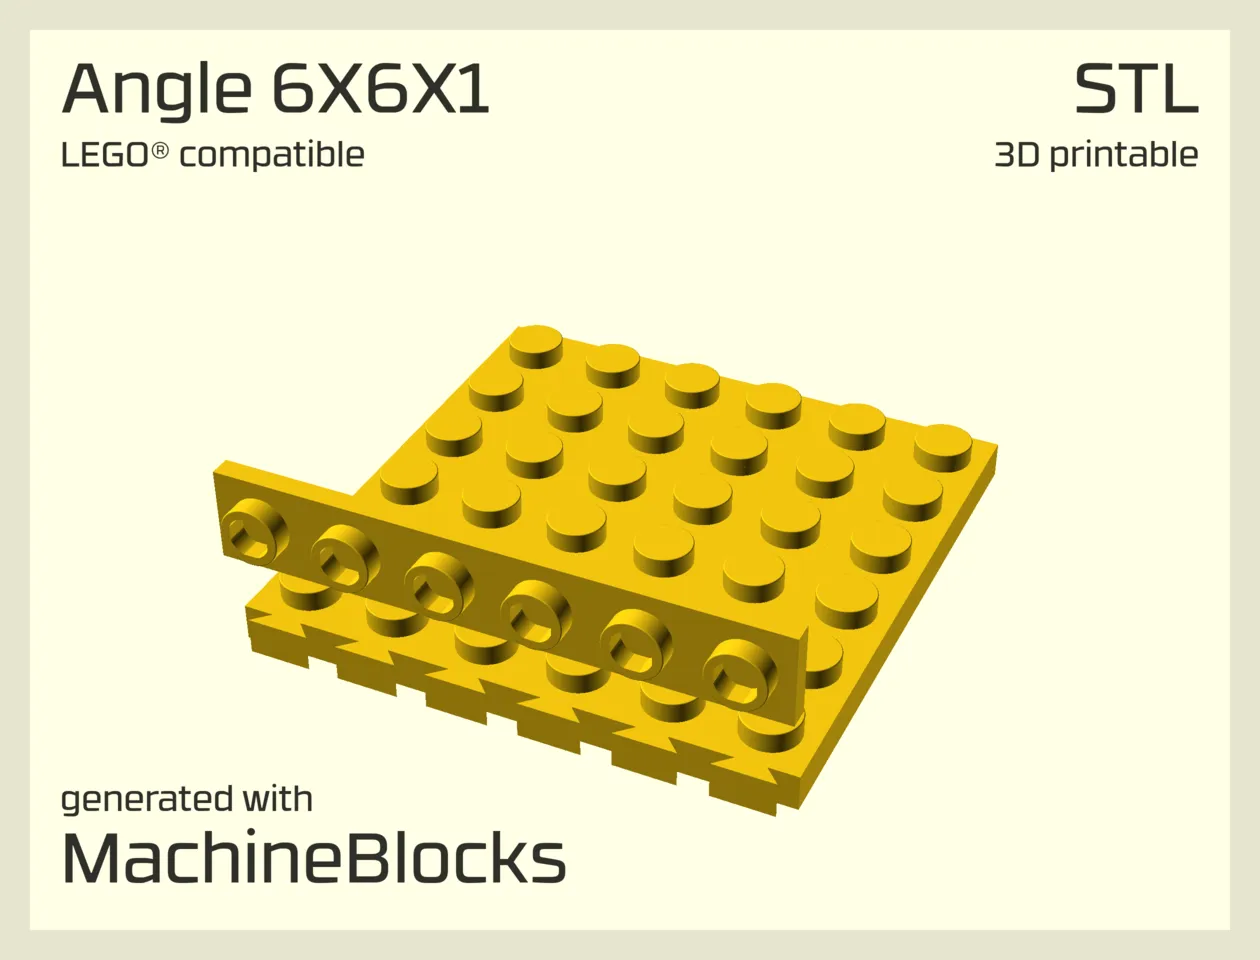 Angle 6X6X1
LEGO® compatible
STL
3D printable
generated with
MachineBlocks